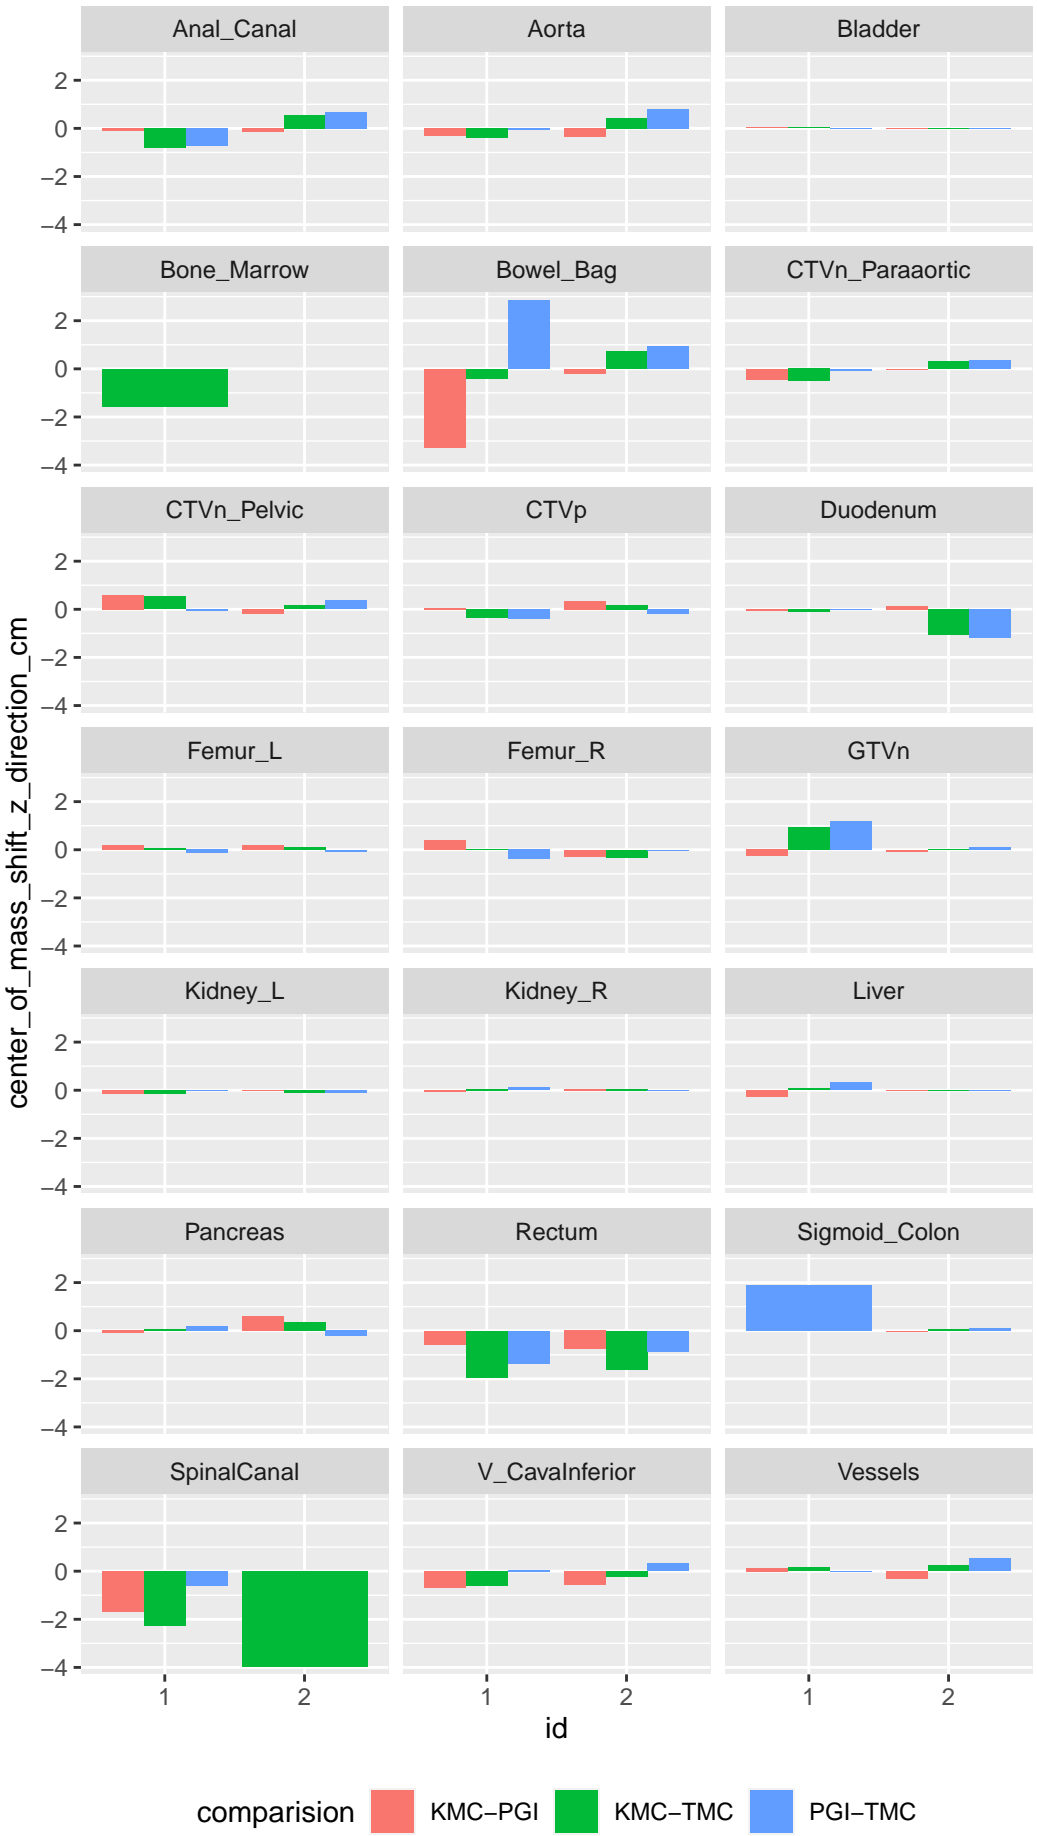 Anal_Canal Aorta Bladder
2
0
−2
−4
Bone_Marrow Bowel_Bag CTVn_Paraaortic
2
0
−2
−4
CTVn_Pelvic CTVp Duodenum
2
0
−2
−4
Femur_L Femur_R GTVn
2
0
−2
−4
Kidney_L Kidney_R Liver
2
0
−2
−4
Pancreas Rectum Sigmoid_Colon
2
0
−2
−4
SpinalCanal V_CavaInferior Vessels
2
0
−2
−4
center_of_mass_shift_z_direction_cm
1 2 1 2 1 2
id
comparision KMC−PGI KMC−TMC PGI−TMC